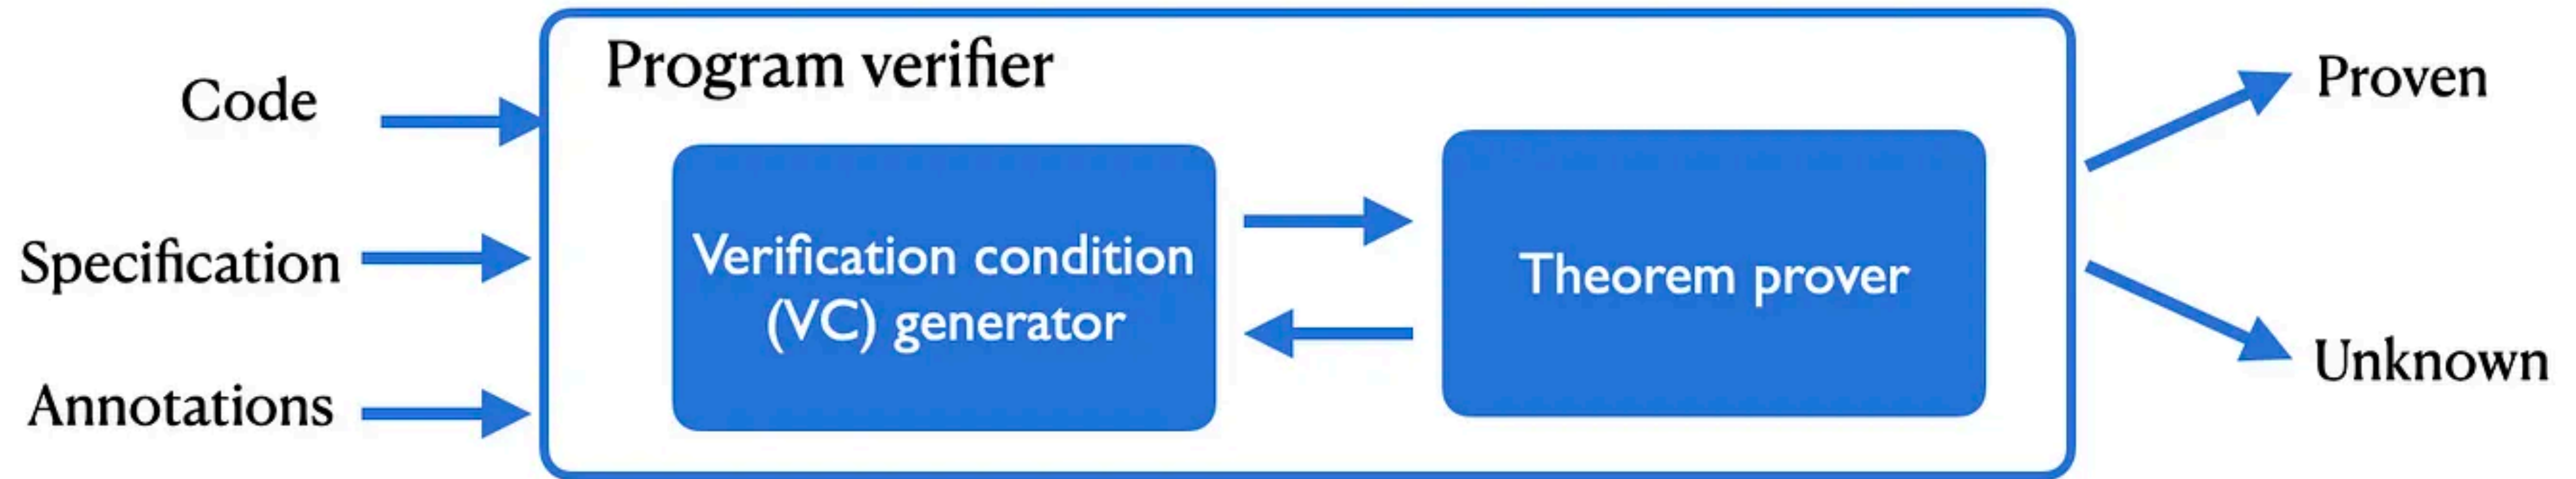 Program verifier
Code
Specification
Annotations
Verification condition
(VC) generator
Theorem prover
Proven
Unknown